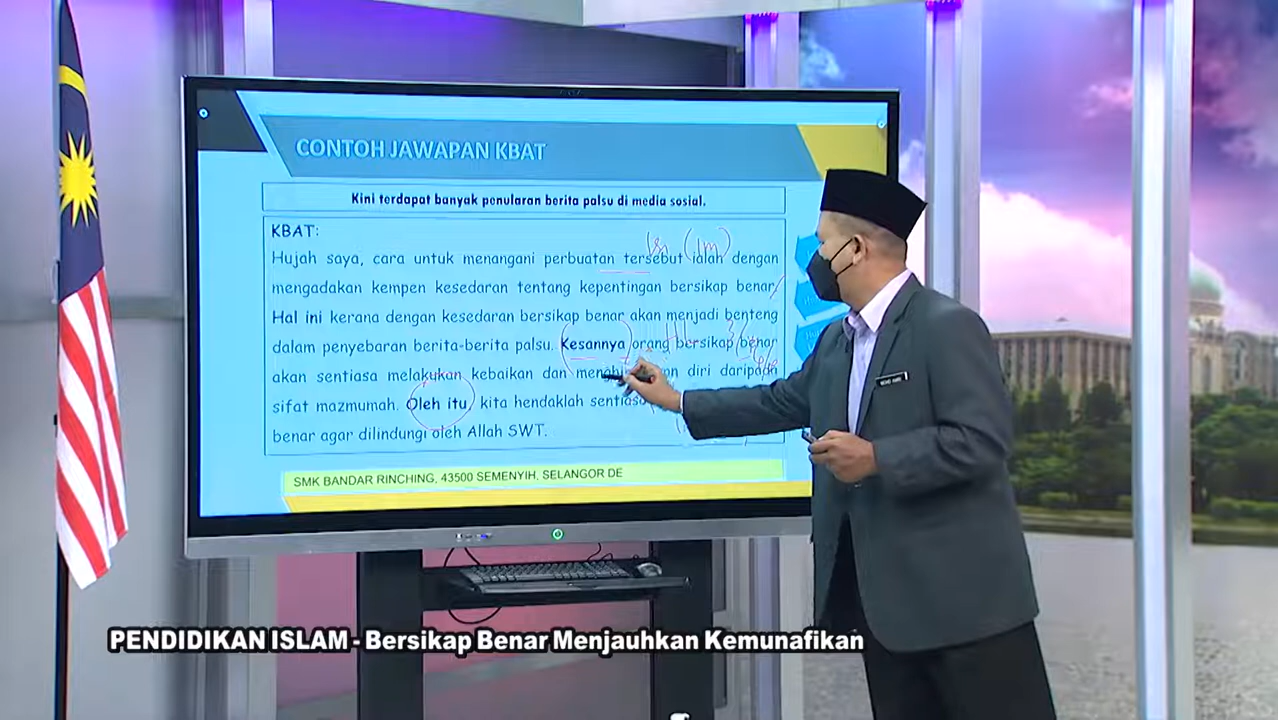 CONTOH JAWAPAN KBAT
Kini terdapat banyak penularan berita palsu di media sosial.
KBAT:
Hujah saya, cara untuk menangani perbuatan tersebut ialah dengan
mengadakan kempen kesedaran tentang kepentingan bersikap benar.
Hal ini kerana dengan kesedaran bersikap benar akan menjadi benteng
dalam penyebaran berita-berita palsu. Kesannya orang bersikap benar
akan sentiasa melakukan kebaikan dan diri daripada
sifat mazmumah. Oleh itu, kita hendaklah sentiasa
benar agar dilindungi oleh Allah SWT.
SMK BANDAR RINCHING, 43500 SEMENYIH, SELANGOR DE
PENDIDIKAN ISLAM - Bersikap Benar Menjauhkan Kemunafikan